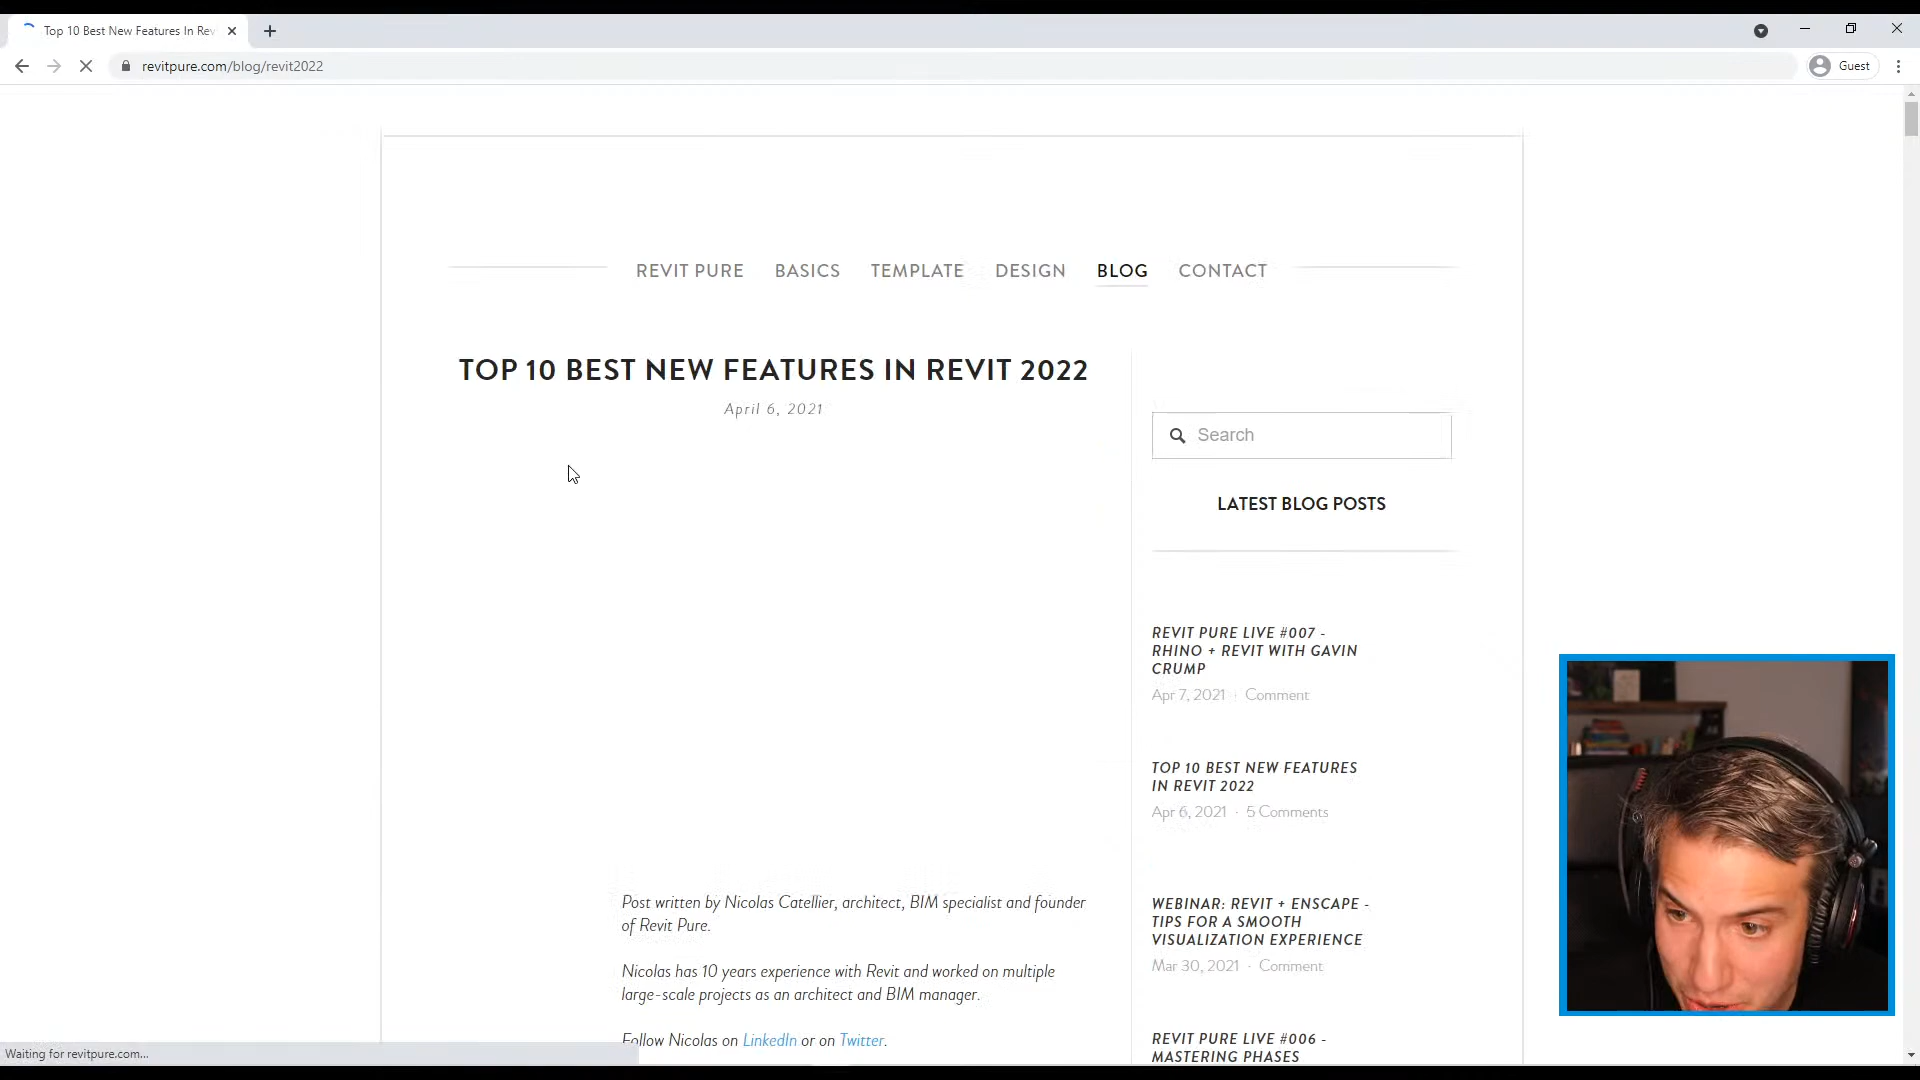 Top 10 Best New Features In Rev
revitpure.com/blog/revit2022
Guest
REVIT PURE BASICS TEMPLATE DESIGN BLOG CONTACT
TOP 10 BEST NEW FEATURES IN REVIT 2022
April 6, 2021
Post written by Nicolas Catellier, architect, BIM specialist and founder
of Revit Pure.
Nicolas has 10 years experience with Revit and worked on multiple
large-scale projects as an architect and BIM manager.
Follow Nicolas on LinkedIn or on Twitter.
Search
LATEST BLOG POSTS
REVIT PURE LIVE #007 -
RHINO + REVIT WITH GAVIN
CRUMP
Apr 7, 2021 · Comment
TOP 10 BEST NEW FEATURES
IN REVIT 2022
Apr 6, 2021 · 5 Comments
WEBINAR: REVIT + ENSCAPE -
TIPS FOR A SMOOTH
VISUALIZATION EXPERIENCE
Mar 30, 2021 · Comment
REVIT PURE LIVE #006 -
MASTERING PHASES
Waiting for revitpure.com...